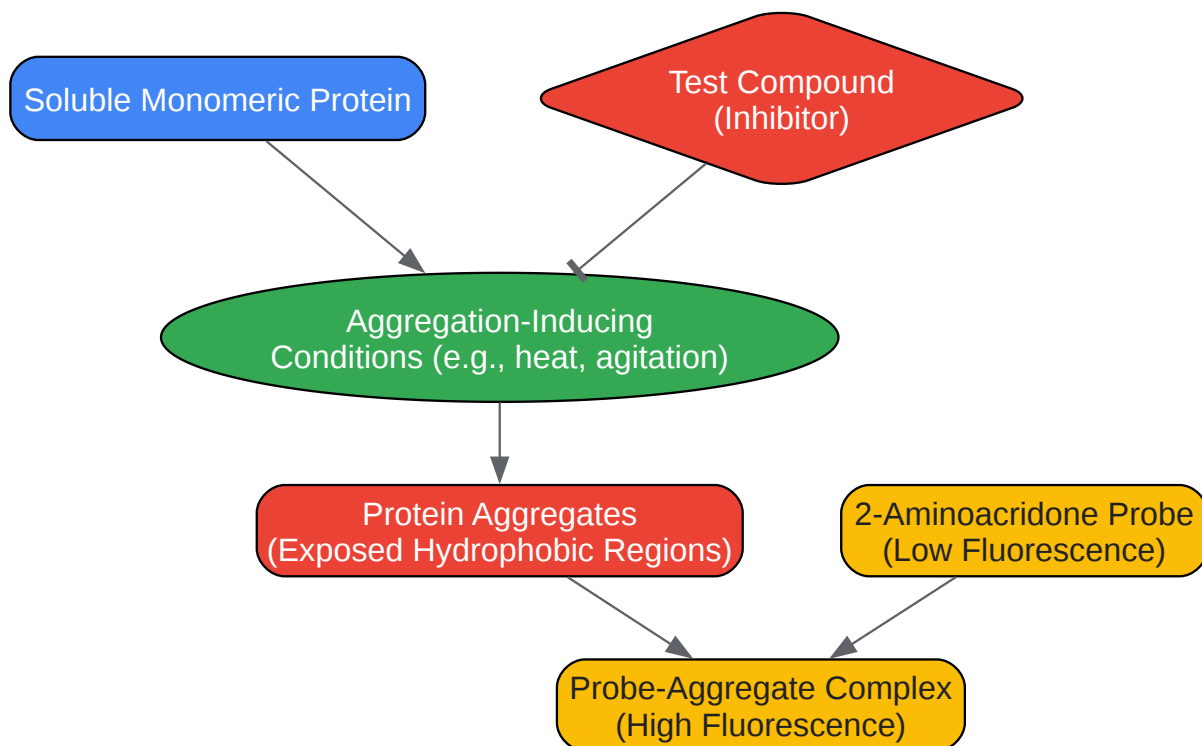 Soluble Monomeric Protein
Test Compound
(Inhibitor)
Aggregation-Inducing
Conditions (e.g., heat, agitation)
Protein Aggregates
(Exposed Hydrophobic Regions)
2-Aminoacridone Probe
(Low Fluorescence)
Probe-Aggregate Complex
(High Fluorescence)